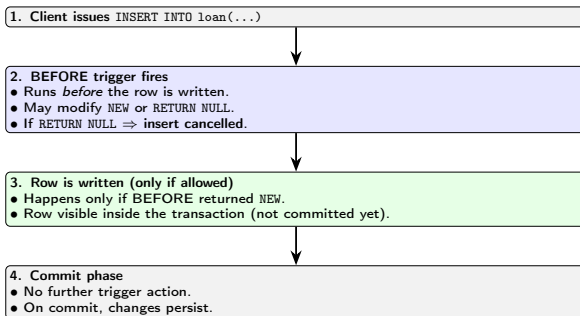 1. Client issues INSERT INTO loan(...)
2. BEFORE trigger fires
• Runs before the row is written.
• May modify NEW or RETURN NULL.
• If RETURN NULL ⇒ insert cancelled.
3. Row is written (only if allowed)
• Happens only if BEFORE returned NEW.
• Row visible inside the transaction (not committed yet).
4. Commit phase
• No further trigger action.
• On commit, changes persist.